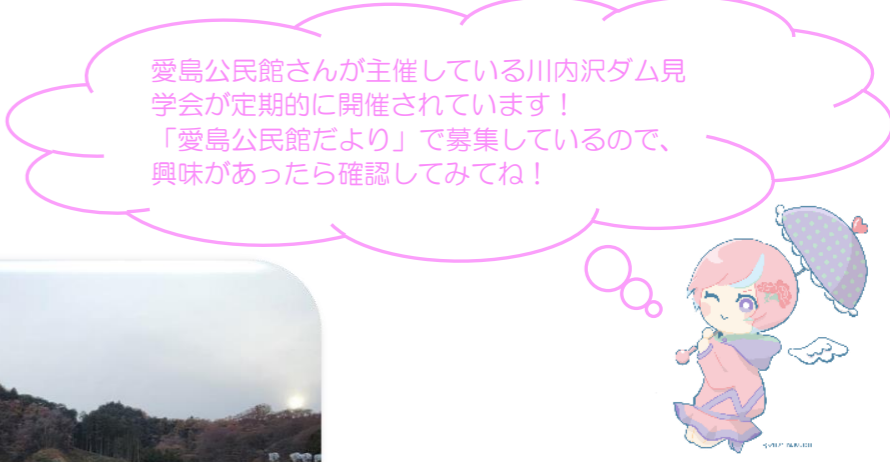 愛島公民館さんが主催している川内沢ダム見
学会が定期的に開催されています！
「愛島公民館だより」で募集しているので、
興味があったら確認してみてね！